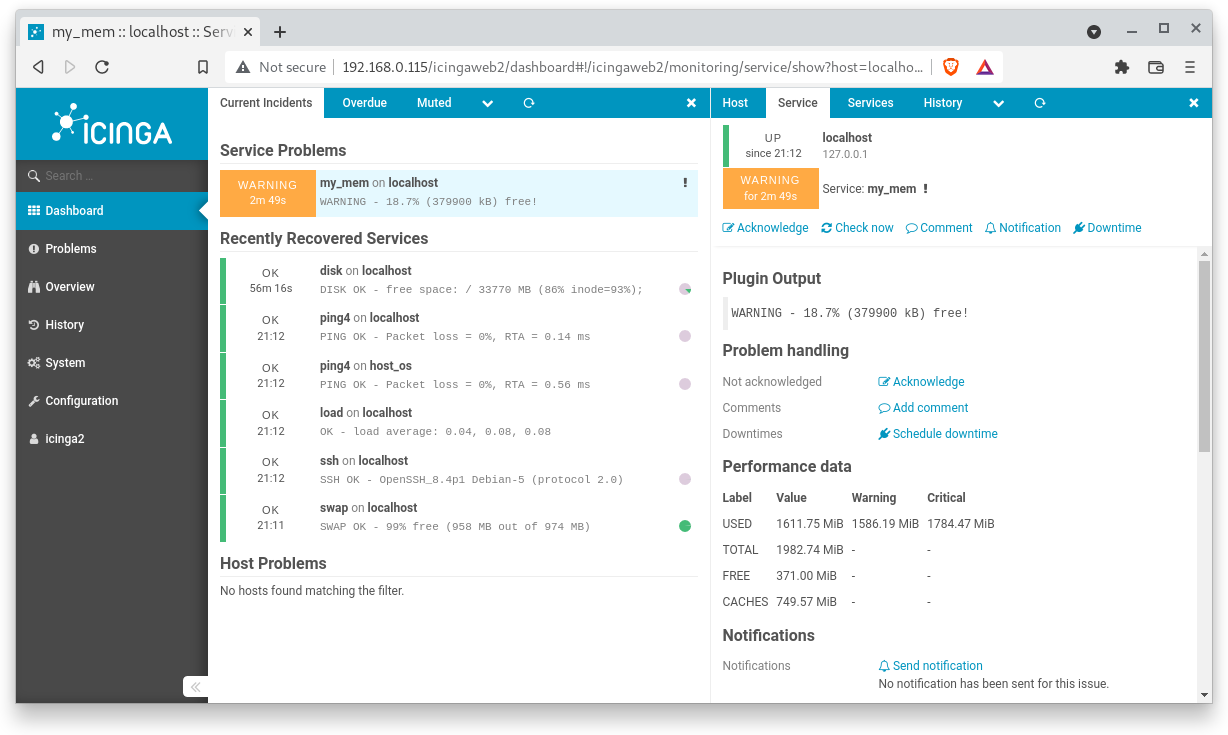 my_mem :: localhost :: Serv
Not secure 192.168.0.115/icingaweb2/dashboard#!/icingaweb2/monitoring/service/show?host=localho...
ICINGA
Search ...
Dashboard
Problems
Overview
History
System
Configuration
icinga2
Current Incidents Overdue Muted
Service Problems
WARNING
2m 49s
my_mem on localhost
WARNING - 18.7% (379900 kB) free!
Recently Recovered Services
OK
56m 16s
disk on localhost
DISK OK - free space: / 33770 MB (86% inode=93%);
OK
21:12
ping4 on localhost
PING OK - Packet loss = 0%, RTA = 0.14 ms
OK
21:12
ping4 on host_os
PING OK - Packet loss = 0%, RTA = 0.56 ms
OK
21:12
load on localhost
OK - load average: 0.04, 0.08, 0.08
OK
21:12
ssh on localhost
SSH OK - OpenSSH_8.4p1 Debian-5 (protocol 2.0)
OK
21:11
swap on localhost
SWAP OK - 99% free (958 MB out of 974 MB)
Host Problems
No hosts found matching the filter.
Host Service Services History
UP
since 21:12
localhost
127.0.0.1
WARNING
for 2m 49s
Service: my_mem !
Acknowledge Check now Comment Notification Downtime
Plugin Output
WARNING - 18.7% (379900 kB) free!
Problem handling
Not acknowledged Acknowledge
Comments Add comment
Downtimes Schedule downtime
Performance data
Label Value Warning Critical
USED 1611.75 MiB 1586.19 MiB 1784.47 MiB
TOTAL 1982.74 MiB - -
FREE 371.00 MiB - -
CACHES 749.57 MiB - -
Notifications
Notifications Send notification
No notification has been sent for this issue.